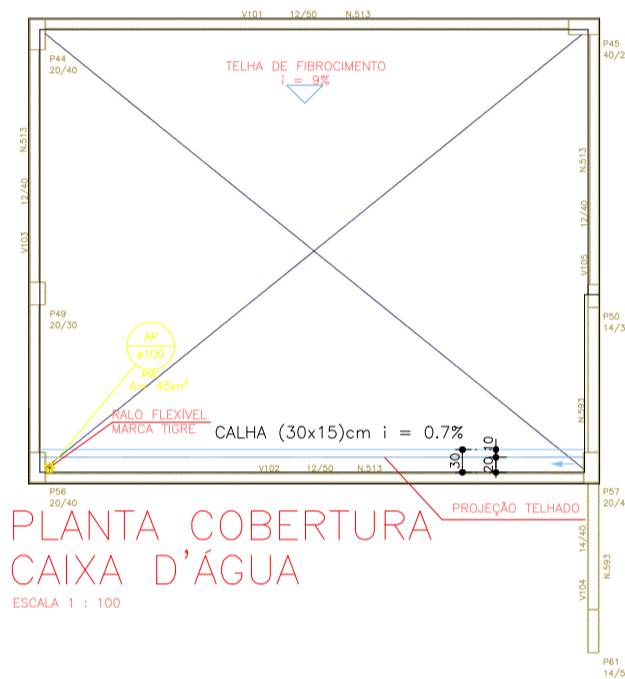 V101 12/50 N.513
P44
20/40
P45
40/2
TELHA DE FIBROCIMENTO
i = 9%
V103 12/40 N.513
V105 12/40 N.513
P49
20/30
P50
14/3
AP
ø100
PVC
A= 45m²
RALO FLEXÍVEL
MARCA TIGRE
CALHA (30x15)cm i = 0.7%
N.593
30
20 10
V102 12/50 N.513
P56
20/40
P57
20/4
PROJEÇÃO TELHADO
PLANTA COBERTURA
CAIXA D'ÁGUA
ESCALA 1 : 100
14/40
V104 N.593
P61
14/5